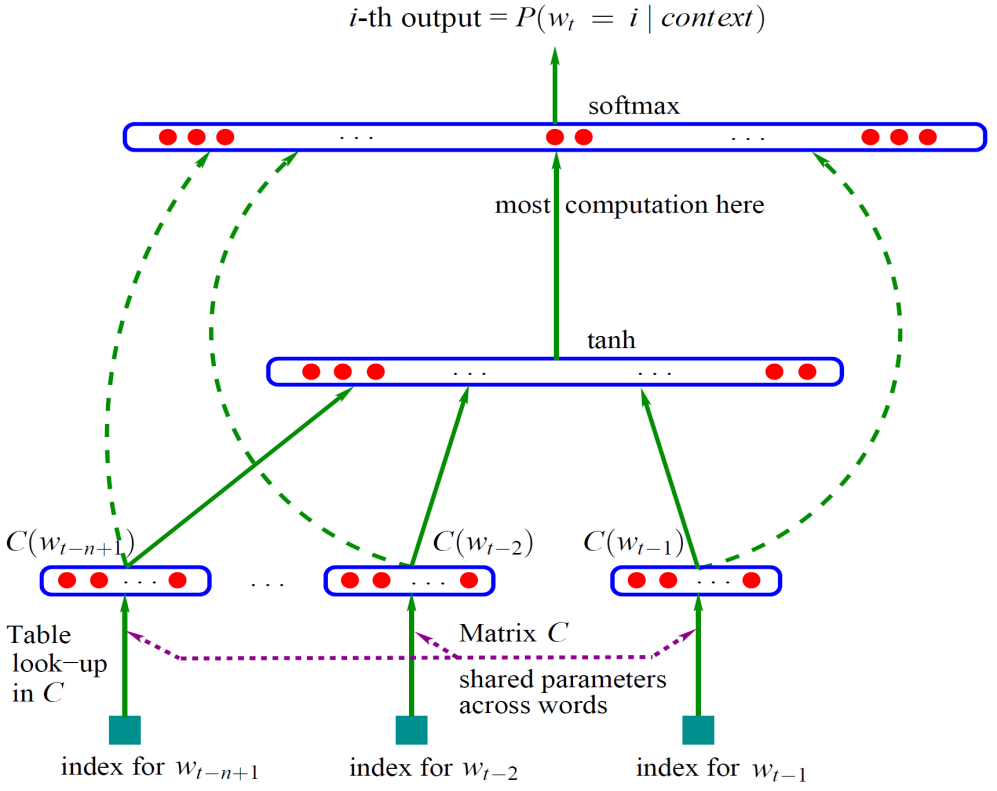 i-th output = P(w_t = i | context)
softmax
. . .
. . .
most computation here
tanh
. . .
. . .
C(w_{t−n+1})
C(w_{t−2})
C(w_{t−1})
. . .
. . .
. . .
. . .
Table
look−up
in C
Matrix C
shared parameters
across words
index for w_{t−n+1}
index for w_{t−2}
index for w_{t−1}